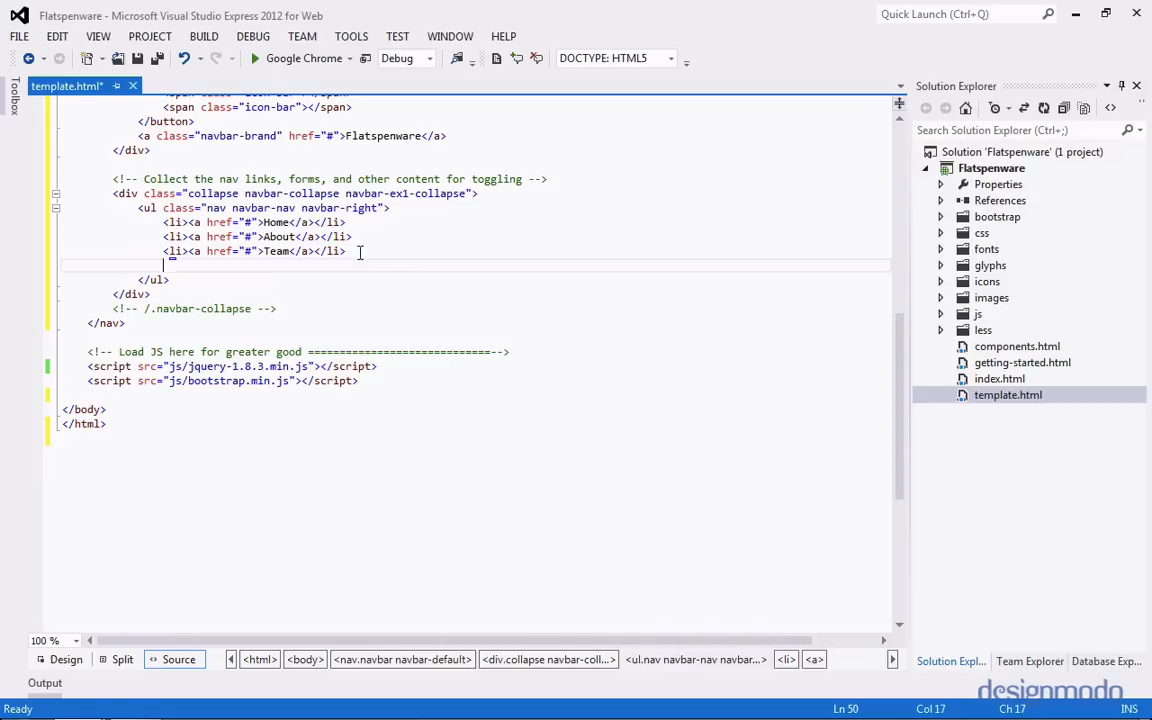 Flatspenware - Microsoft Visual Studio Express 2012 for Web
Quick Launch (Ctrl+Q)
FILE EDIT VIEW PROJECT BUILD DEBUG TEAM TOOLS TEST WINDOW HELP
Google Chrome Debug DOCTYPE: HTML5
Toolbox
template.html*
<span class="icon-bar"></span>
</button>
<a class="navbar-brand" href="#">Flatspenware</a>
</div>
<!-- Collect the nav links, forms, and other content for toggling -->
<div class="collapse navbar-collapse navbar-ex1-collapse">
<ul class="nav navbar-nav navbar-right">
<li><a href="#">Home</a></li>
<li><a href="#">About</a></li>
<li><a href="#">Team</a></li>
</ul>
</div>
<!-- /.navbar-collapse -->
</nav>
<!-- Load JS here for greater good =============================-->
<script src="js/jquery-1.8.3.min.js"></script>
<script src="js/bootstrap.min.js"></script>
</body>
</html>
100 %
Design Split Source <html> <body> <nav.navbar navbar-default> <div.collapse navbar-coll...> <ul.nav navbar-nav navbar...> <li> <a>
Output
Solution Explorer
Search Solution Explorer (Ctrl+;)
Solution 'Flatspenware' (1 project)
Flatspenware
Properties
References
bootstrap
css
fonts
glyphs
icons
images
js
less
components.html
getting-started.html
index.html
template.html
Solution Expl... Team Explorer Database Exp...
designmodo
Ready Ln 50 Col 17 Ch 17 INS